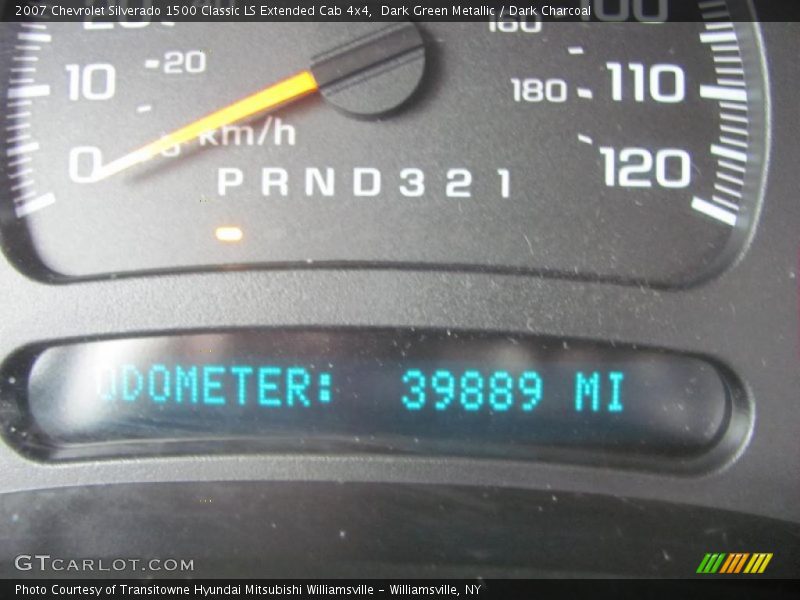 2007 Chevrolet Silverado 1500 Classic LS Extended Cab 4x4, Dark Green Metallic / Dark Charcoal
160 100
10 20 180 110
0 km/h 120
P R N D 3 2 1
ODOMETER: 39889 MI
GTCARLOT.COM
Photo Courtesy of Transitowne Hyundai Mitsubishi Williamsville - Williamsville, NY